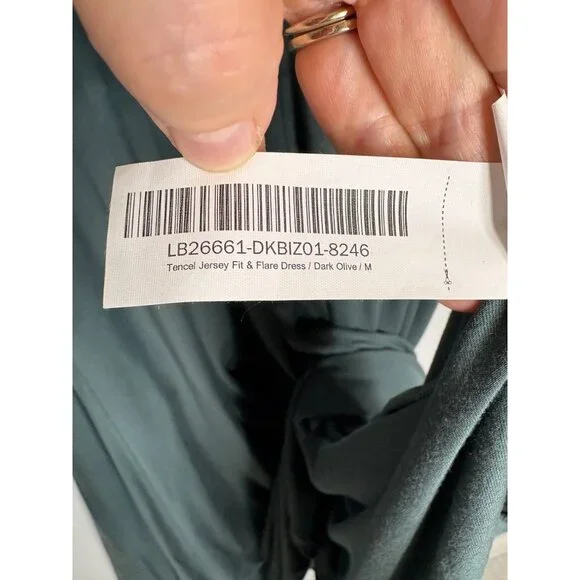 LB26661-DKBIZ01-8246
Tencel Jersey Fit & Flare Dress / Dark Olive / M